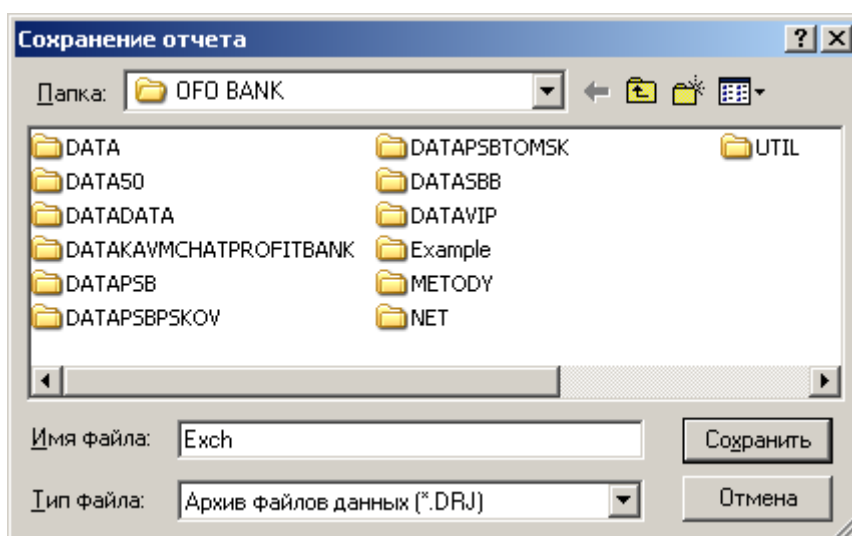 Сохранение отчета
Папка: OFO BANK
DATA DATAPSBTOMSK UTIL
DATA50 DATASBB
DATADATA DATAVIP
DATAKAVMCHATPROFITBANK Example
DATAPSB METODY
DATAPSBPSKOV NET
Имя файла: Exch Сохранить
Тип файла: Архив файлов данных (*.DRJ) Отмена